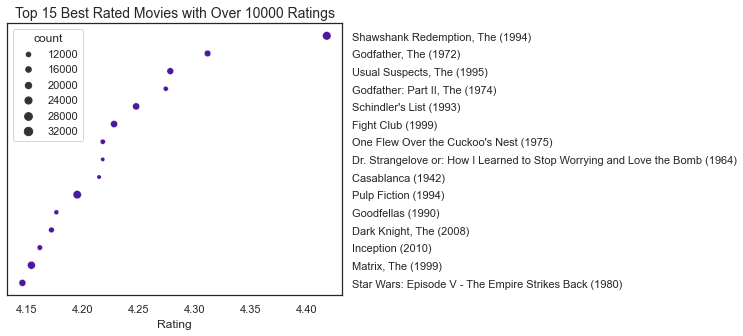 Top 15 Best Rated Movies with Over 10000 Ratings
count
12000
16000
20000
24000
28000
32000
Shawshank Redemption, The (1994)
Godfather, The (1972)
Usual Suspects, The (1995)
Godfather: Part II, The (1974)
Schindler's List (1993)
Fight Club (1999)
One Flew Over the Cuckoo's Nest (1975)
Dr. Strangelove or: How I Learned to Stop Worrying and Love the Bomb (1964)
Casablanca (1942)
Pulp Fiction (1994)
Goodfellas (1990)
Dark Knight, The (2008)
Inception (2010)
Matrix, The (1999)
Star Wars: Episode V - The Empire Strikes Back (1980)
4.15 4.20 4.25 4.30 4.35 4.40
Rating